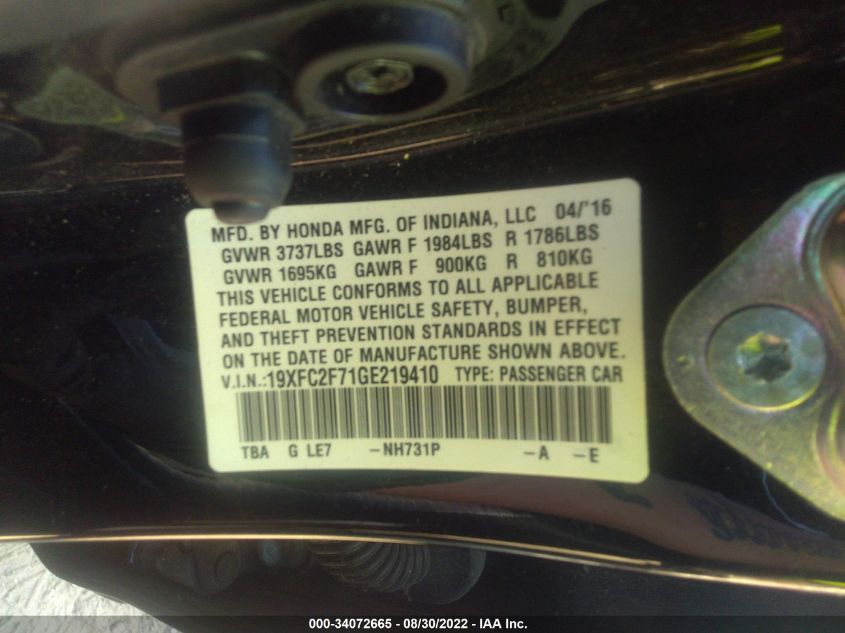 MFD. BY HONDA MFG. OF INDIANA, LLC 04/'16
GVWR 3737LBS GAWR F 1984LBS R 1786LBS
GVWR 1695KG GAWR F 900KG R 810KG
THIS VEHICLE CONFORMS TO ALL APPLICABLE
FEDERAL MOTOR VEHICLE SAFETY, BUMPER,
AND THEFT PREVENTION STANDARDS IN EFFECT
ON THE DATE OF MANUFACTURE SHOWN ABOVE.
V.I.N.:19XFC2F71GE219410 TYPE: PASSENGER CAR
TBA G LE7 -NH731P -A -E
000-34072665 - 08/30/2022 - IAA Inc.